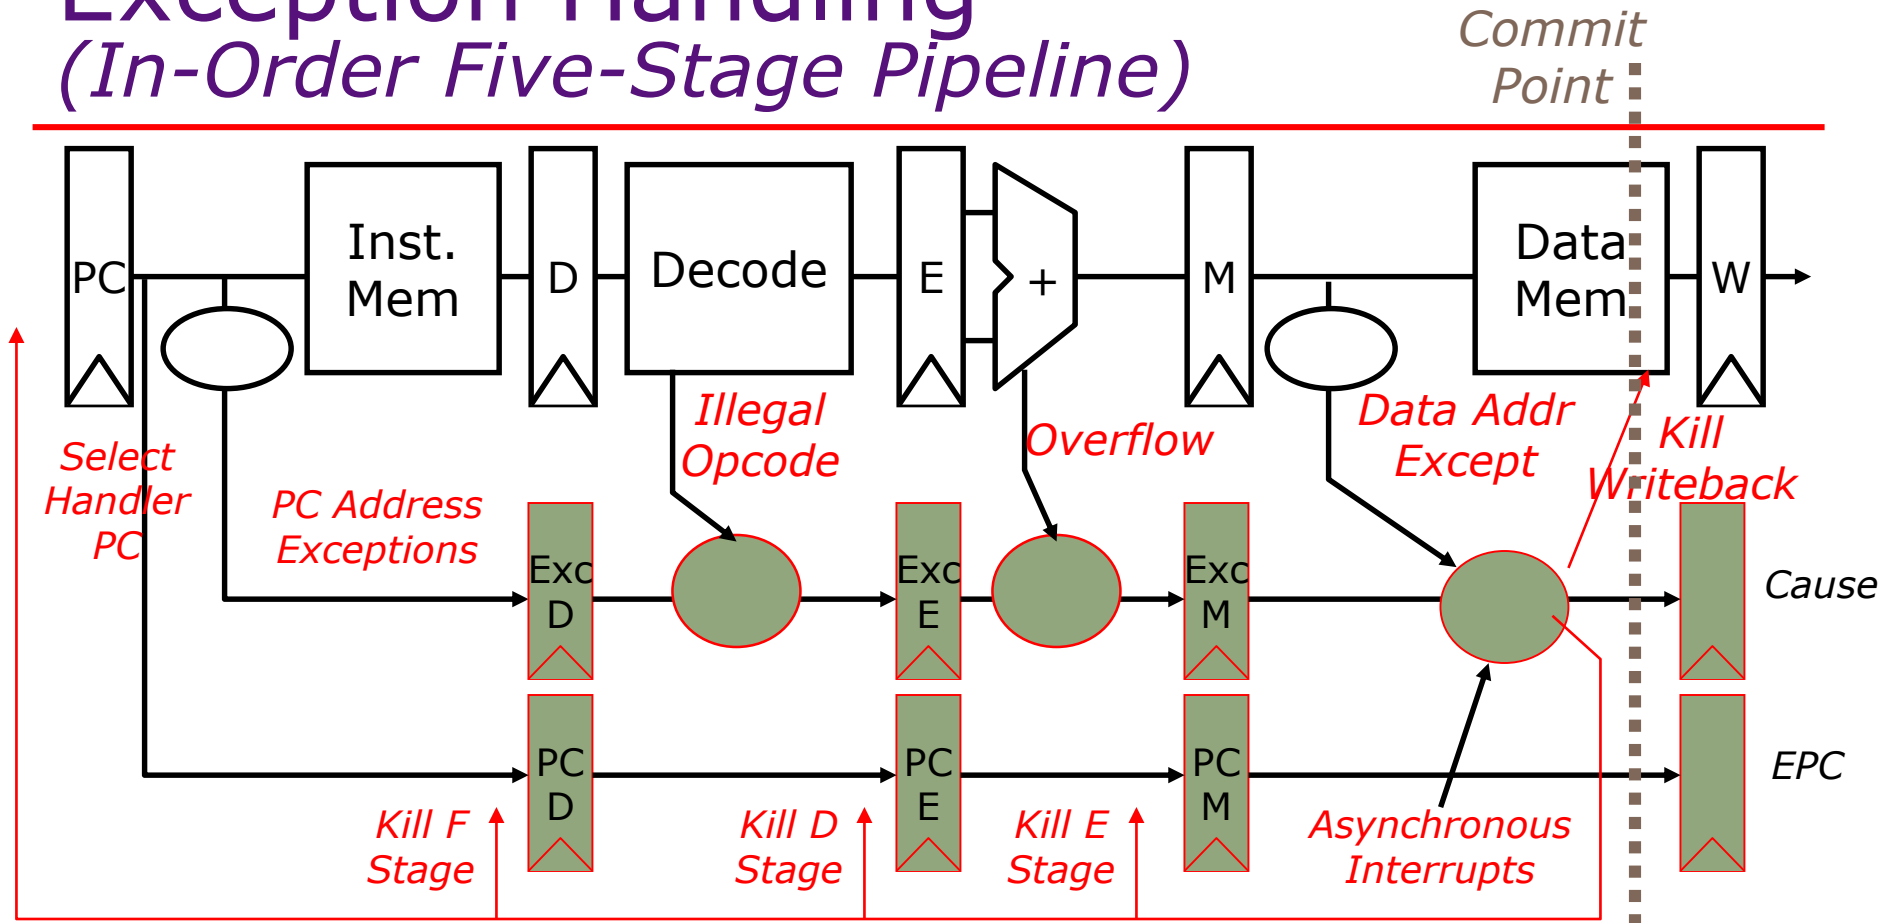 Exception Handling
(In-Order Five-Stage Pipeline)
Commit
Point
PC
Inst.
Mem
D
Decode
E
+
M
Data
Mem
W
Select
Handler
PC
PC Address
Exceptions
Illegal
Opcode
Overflow
Data Addr
Except
Kill
Writeback
Exc
D
Exc
E
Exc
M
Cause
PC
D
PC
E
PC
M
EPC
Kill F
Stage
Kill D
Stage
Kill E
Stage
Asynchronous
Interrupts